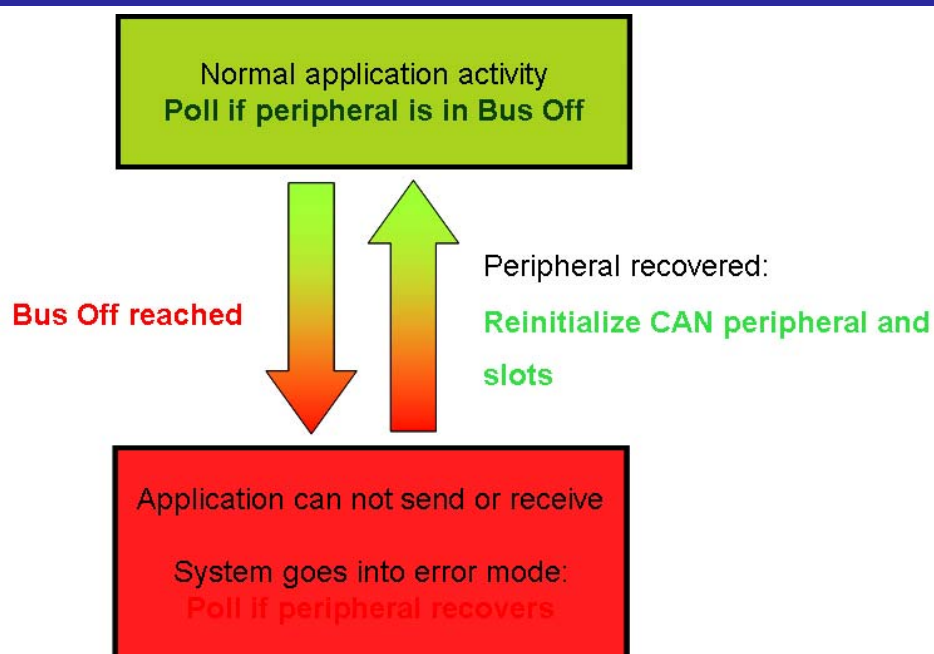 Normal application activity
Poll if peripheral is in Bus Off
Bus Off reached
Peripheral recovered:
Reinitialize CAN peripheral and
slots
Application can not send or receive
System goes into error mode:
Poll if peripheral recovers